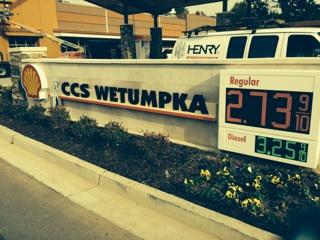 HENRY
CCS WETUMPKA
Regular
2.73 9/10
Diesel
3.25 9/10